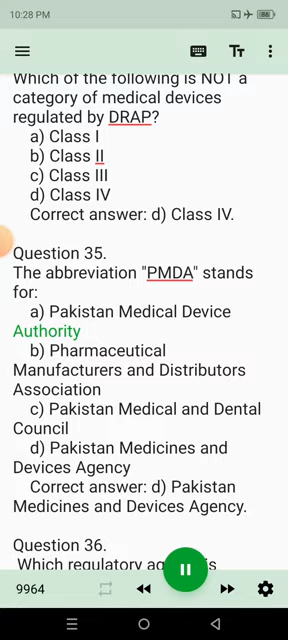 10:28 PM
Which of the following is NOT a
category of medical devices
regulated by DRAP?
a) Class I
b) Class II
c) Class III
d) Class IV
Correct answer: d) Class IV.
Question 35.
The abbreviation "PMDA" stands
for:
a) Pakistan Medical Device
Authority
b) Pharmaceutical
Manufacturers and Distributors
Association
c) Pakistan Medical and Dental
Council
d) Pakistan Medicines and
Devices Agency
Correct answer: d) Pakistan
Medicines and Devices Agency.
Question 36.
Which regulatory is
9964